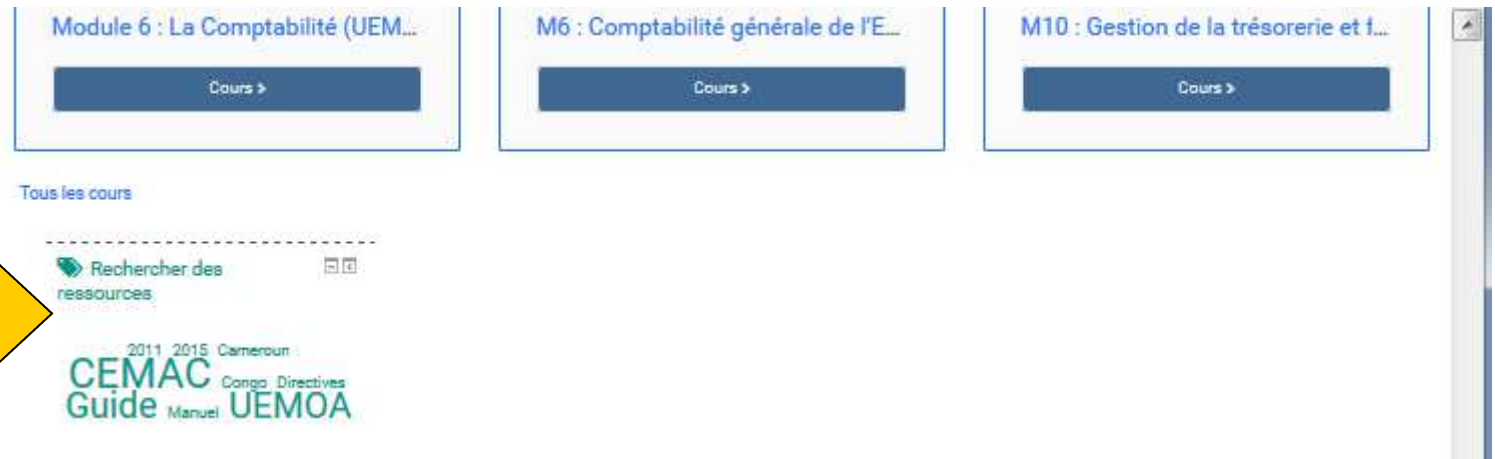 Module 6 : La Comptabilité (UEM...
M6 : Comptabilité générale de l'E...
M10 : Gestion de la trésorerie et f...
Cours >
Cours >
Cours >
Tous les cours
Rechercher des
ressources
2011 2015 Cameroun
CEMAC Congo Directives
Guide Manuel UEMOA